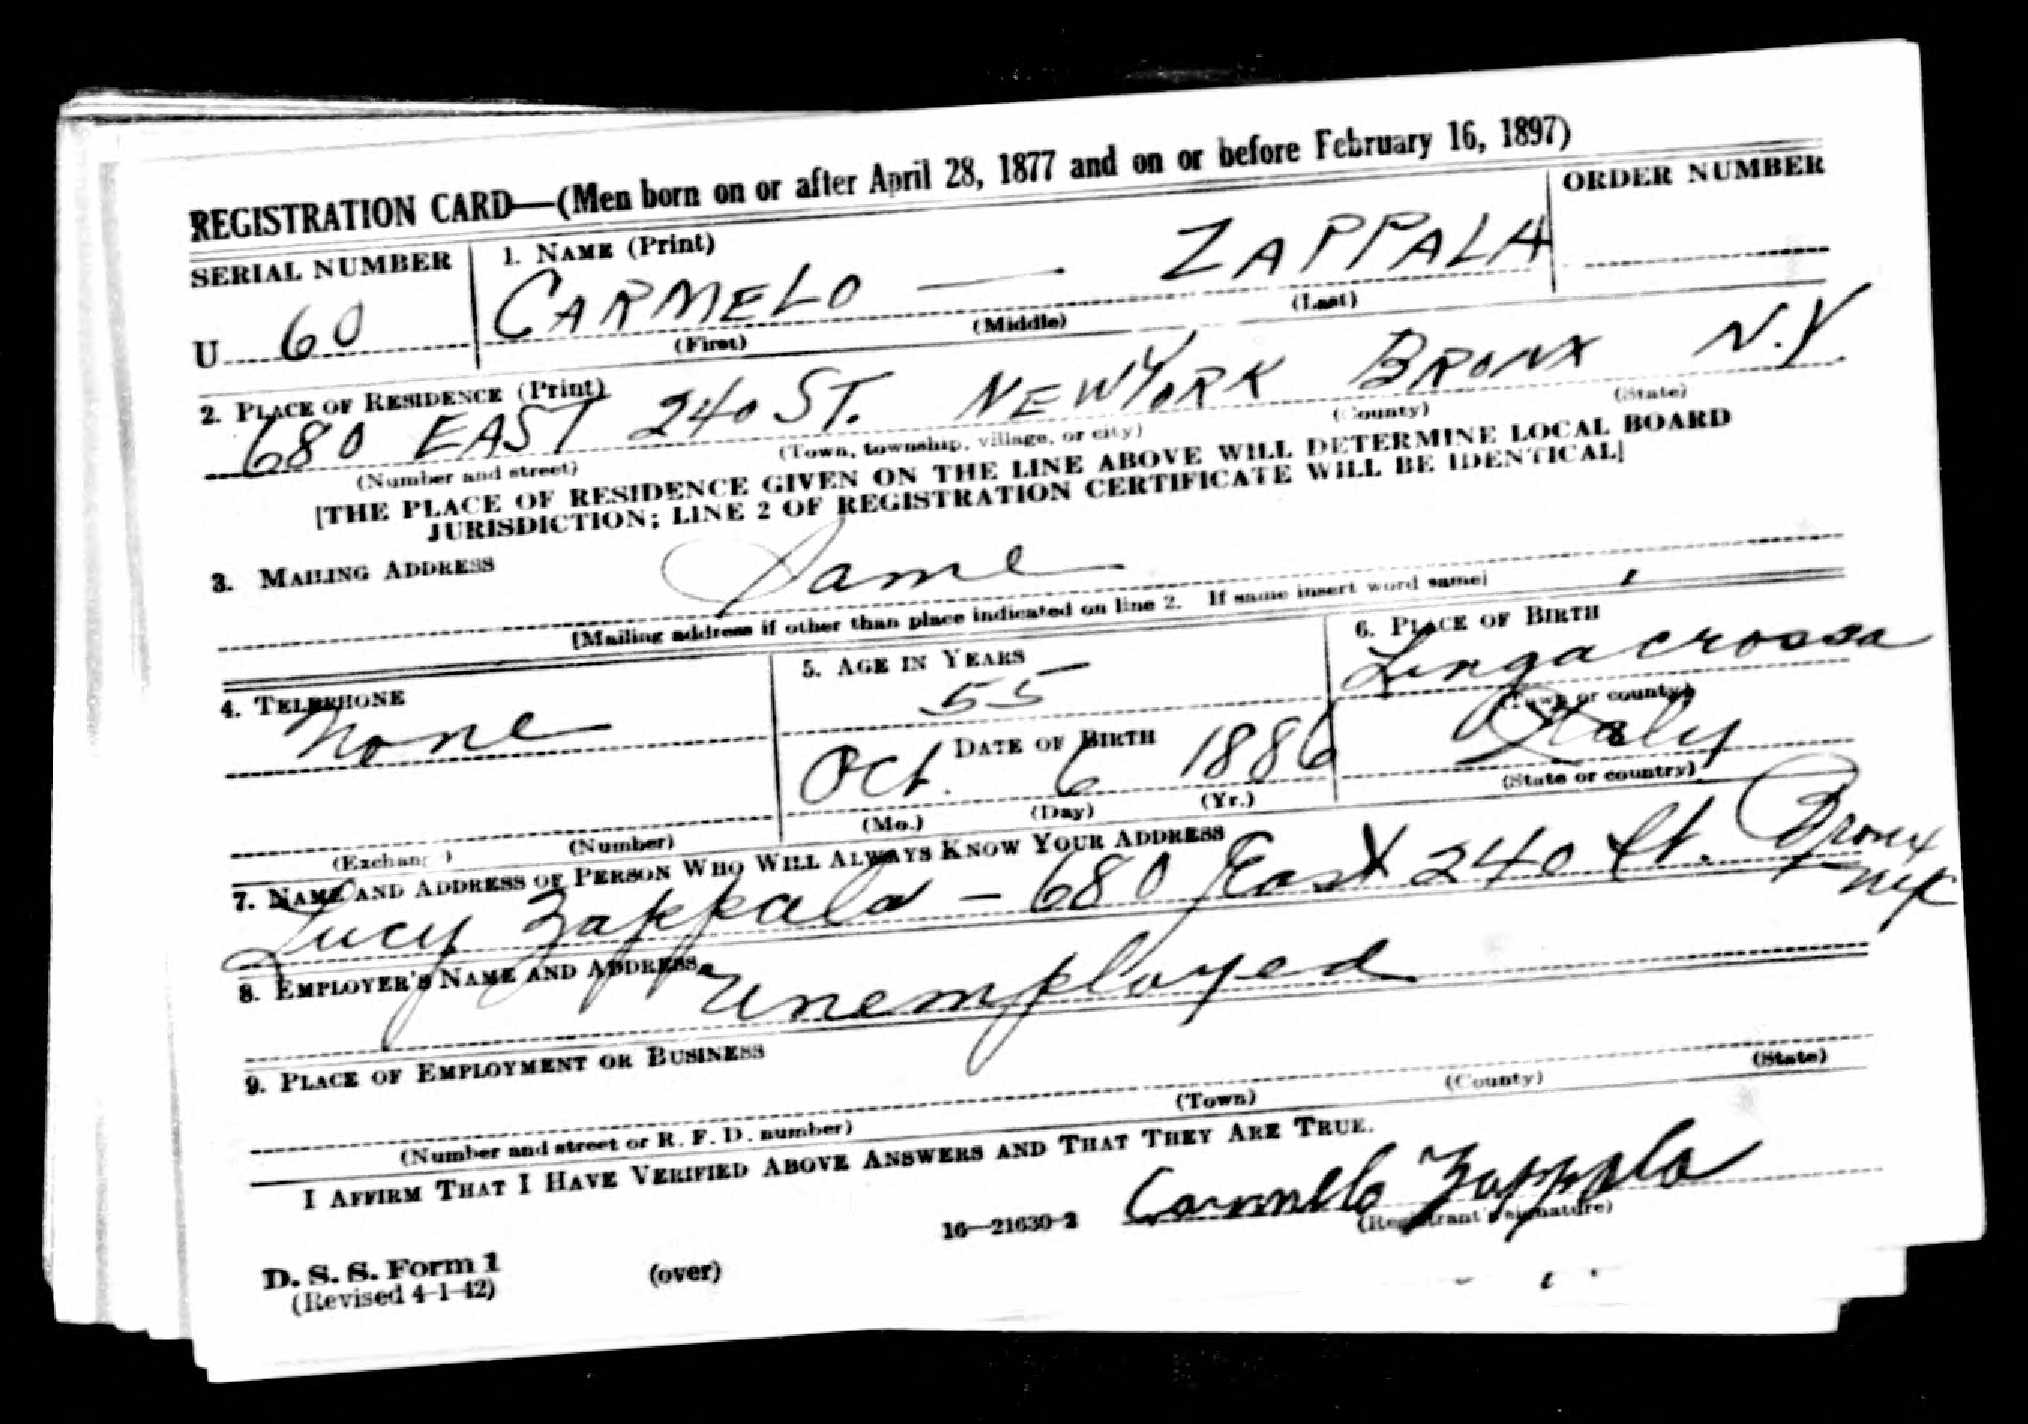 REGISTRATION CARD—(Men born on or after April 28, 1877 and on or before February 16, 1897)
SERIAL NUMBER
1. NAME (Print)
ORDER NUMBER
U 60
CARMELO — ZAPPALA
(First) (Middle) (Last)
2. PLACE OF RESIDENCE (Print)
680 EAST 240 ST. NEW YORK BRONX N.Y
(Number and street) (Town, township, village, or city) (County) (State)
[THE PLACE OF RESIDENCE GIVEN ON THE LINE ABOVE WILL DETERMINE LOCAL BOARD
JURISDICTION; LINE 2 OF REGISTRATION CERTIFICATE WILL BE IDENTICAL]
3. MAILING ADDRESS
Same
[Mailing address if other than place indicated on line 2. If same insert word same]
4. TELEPHONE
None
(Exchange) (Number)
5. AGE IN YEARS
55
DATE OF BIRTH
Oct. 6 1886
(Mo.) (Day) (Yr.)
6. PLACE OF BIRTH
Lingacrossa
(Town or county)
Italy
(State or country)
7. NAME AND ADDRESS OF PERSON WHO WILL ALWAYS KNOW YOUR ADDRESS
Lucy Zappala – 680 East 240 St. Bronx
NYC
8. EMPLOYER'S NAME AND ADDRESS
Unemployed
9. PLACE OF EMPLOYMENT OR BUSINESS
(Number and street or R. F. D. number) (Town) (County) (State)
I AFFIRM THAT I HAVE VERIFIED ABOVE ANSWERS AND THAT THEY ARE TRUE.
Carmelo Zappala
(Registrant's signature)
D. S. S. Form 1
(Revised 4-1-42)
(over)
16—21630-2